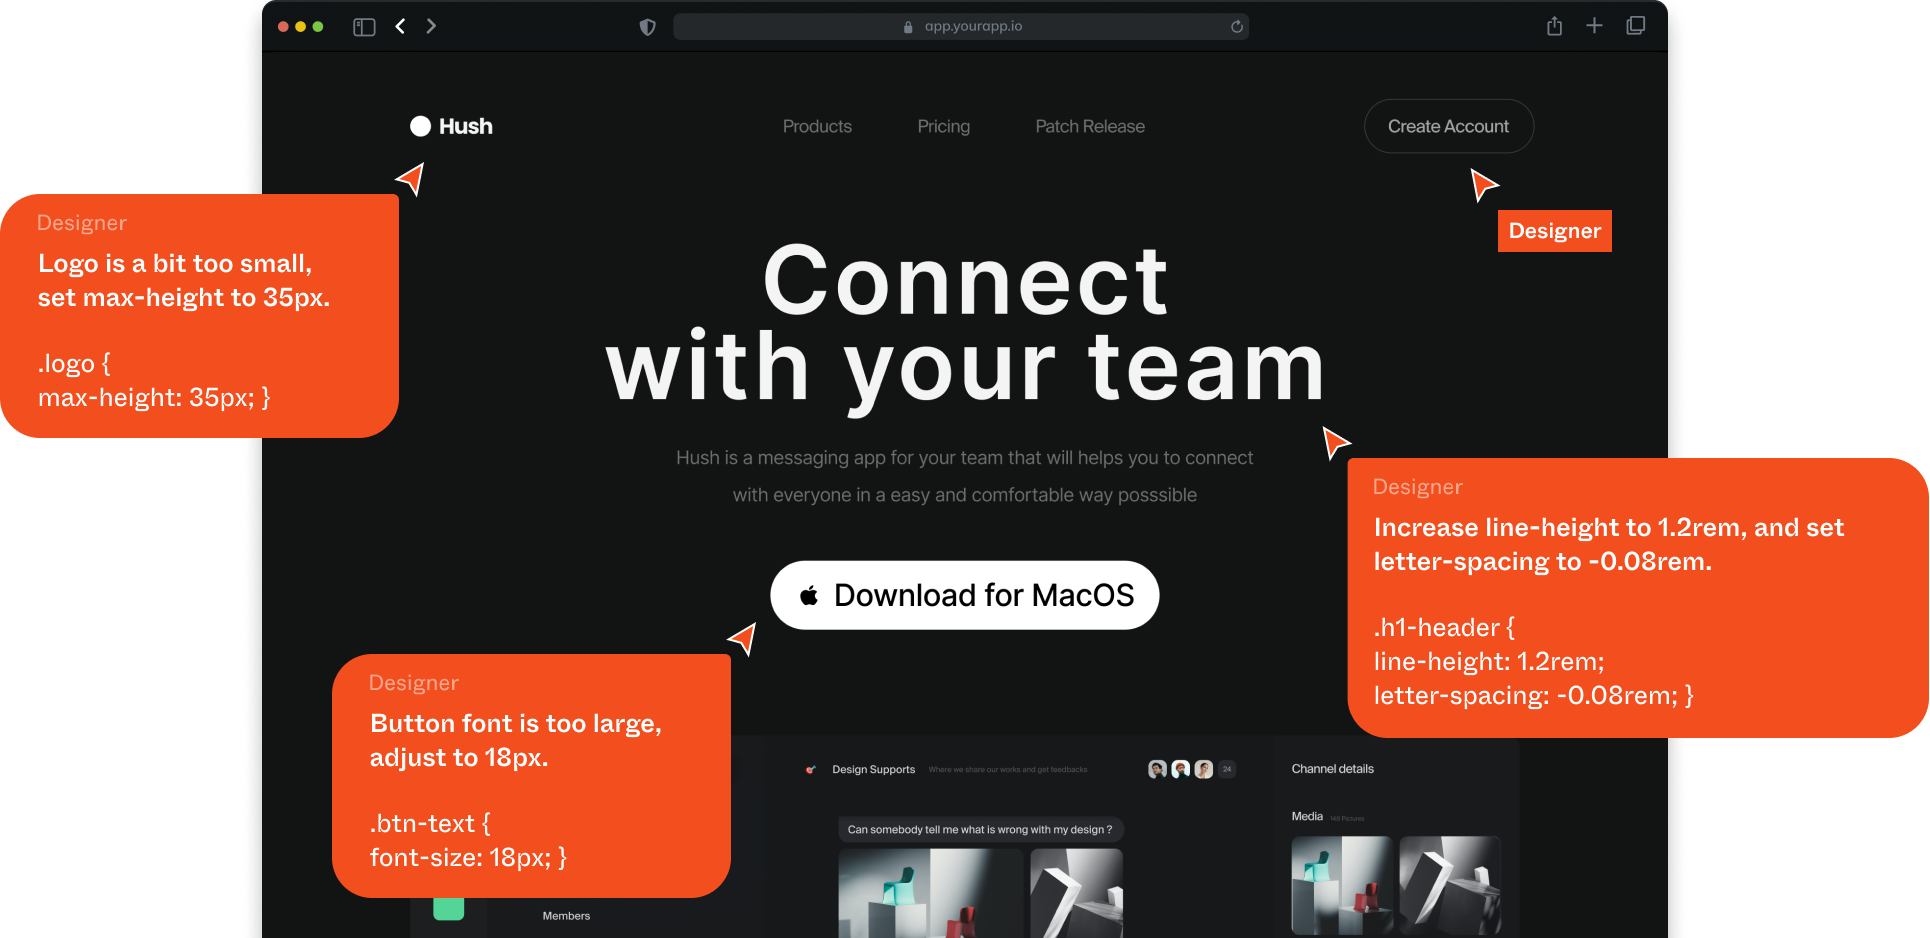 app.yourapp.io
Hush
Products
Pricing
Patch Release
Create Account
Designer
Designer
Logo is a bit too small,
set max-height to 35px.
.logo {
max-height: 35px; }
Connect
with your team
Hush is a messaging app for your team that will helps you to connect
with everyone in a easy and comfortable way posssible
Designer
Increase line-height to 1.2rem, and set
letter-spacing to -0.08rem.
.h1-header {
line-height: 1.2rem;
letter-spacing: -0.08rem; }
Download for MacOS
Designer
Button font is too large,
adjust to 18px.
.btn-text {
font-size: 18px; }
Design Supports
Where we share our works and get feedbacks
24
Channel details
Media
149 Pictures
Can somebody tell me what is wrong with my design ?
Members